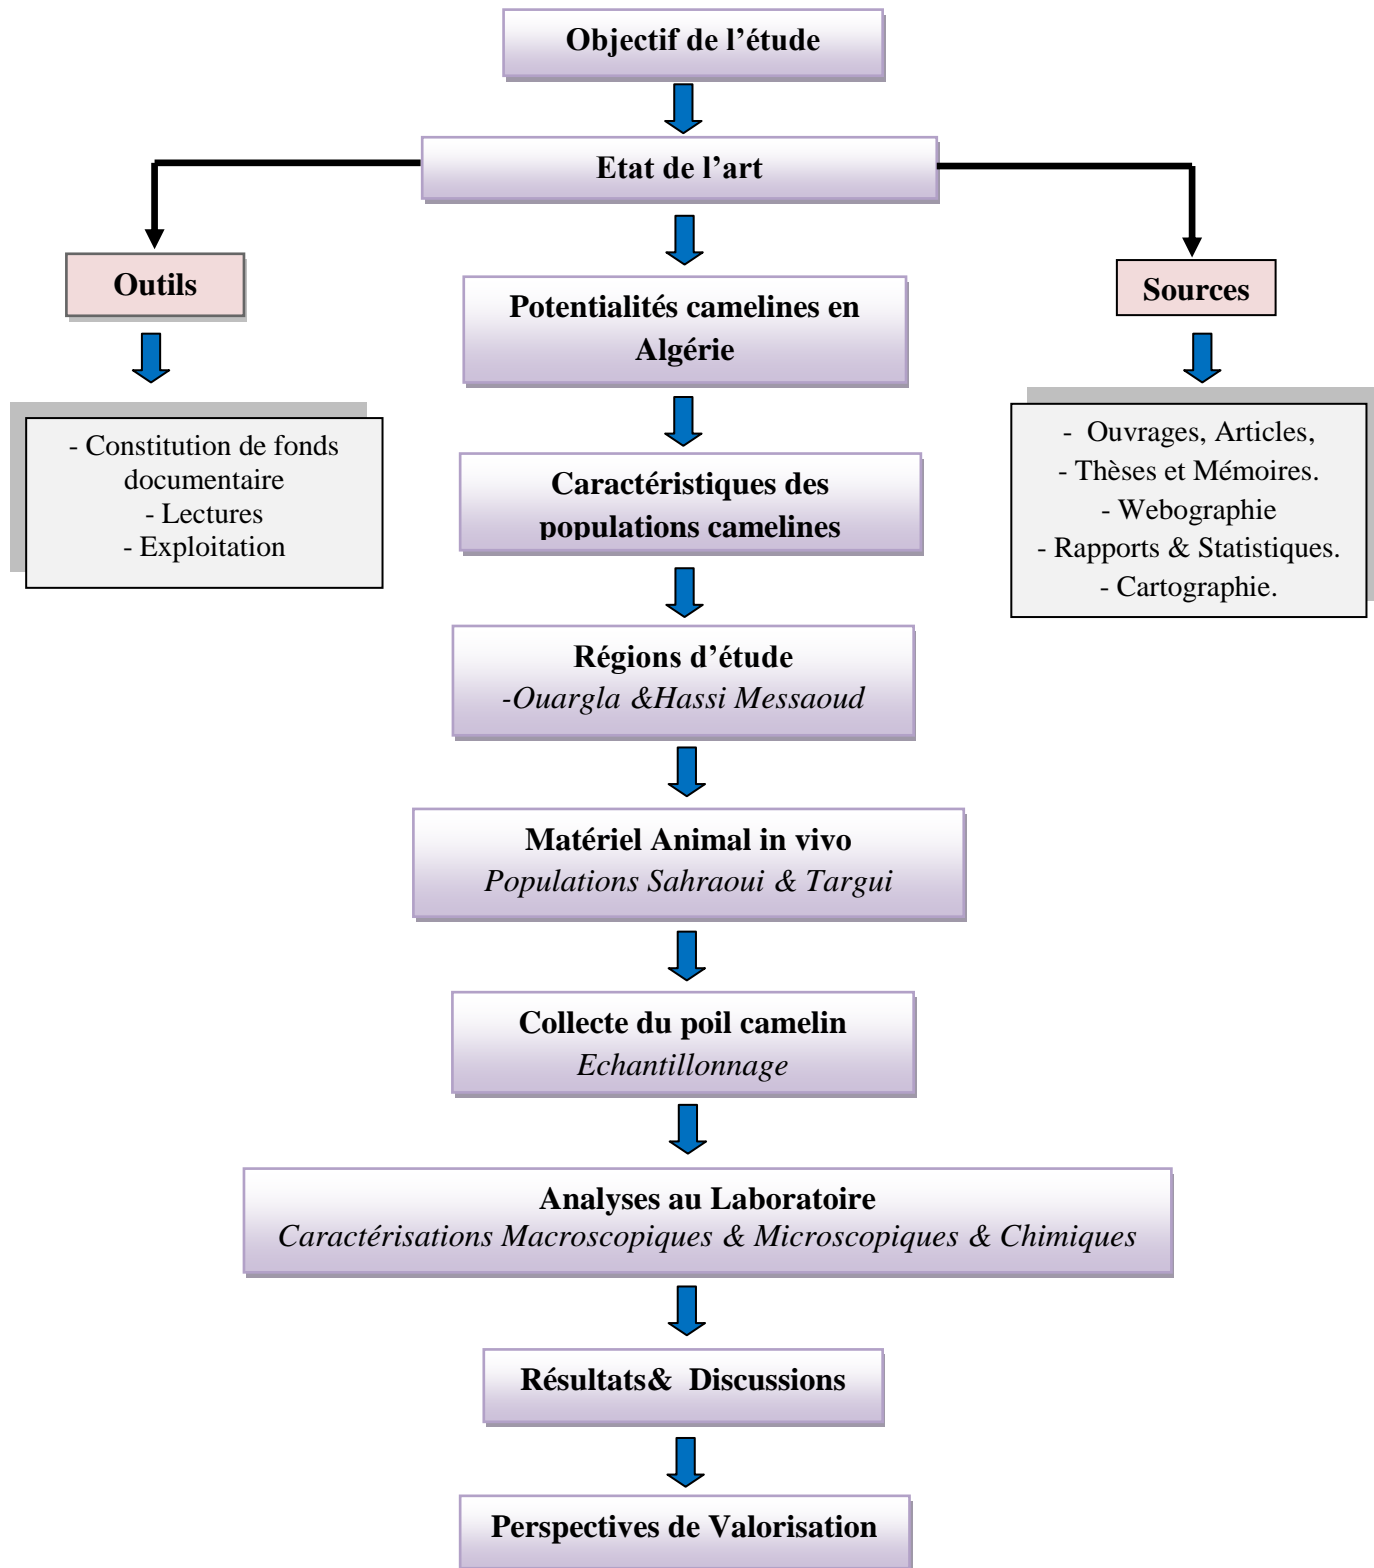 Objectif de l’étude
Etat de l’art
Outils
- Constitution de fonds
documentaire
- Lectures
- Exploitation
Sources
- Ouvrages, Articles,
- Thèses et Mémoires.
- Webographie
- Rapports & Statistiques.
- Cartographie.
Potentialités camelines en
Algérie
Caractéristiques des
populations camelines
Régions d’étude
-Ouargla &Hassi Messaoud
Matériel Animal in vivo
Populations Sahraoui & Targui
Collecte du poil camelin
Echantillonnage
Analyses au Laboratoire
Caractérisations Macroscopiques & Microscopiques & Chimiques
Résultats& Discussions
Perspectives de Valorisation